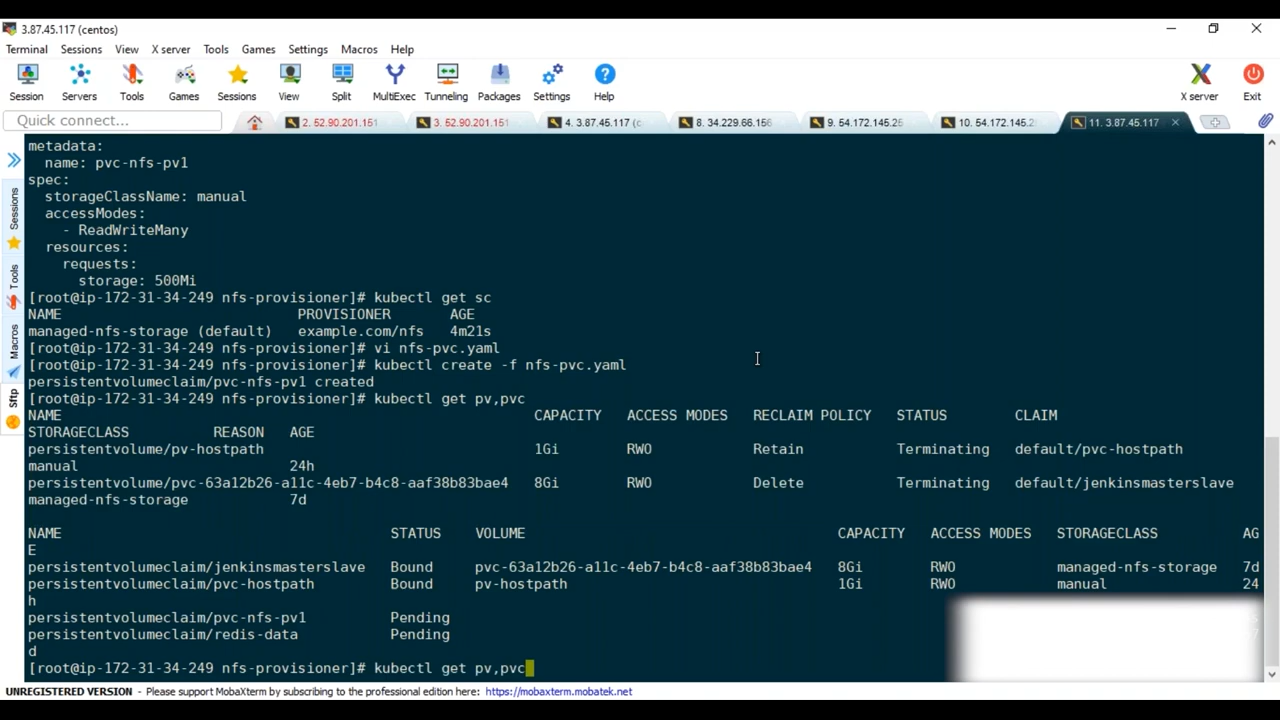 3.87.45.117 (centos)
Terminal Sessions View X server Tools Games Settings Macros Help
Session Servers Tools Games Sessions View Split MultiExec Tunneling Packages Settings Help X server Exit
Quick connect... 2. 52.90.201.151 3. 52.90.201.151 4. 3.87.45.117 (c 8. 34.229.66.156 9. 54.172.145.25 10. 54.172.145.2 11. 3.87.45.117
Sessions
Tools
Macros
Sftp
metadata:
  name: pvc-nfs-pv1
spec:
  storageClassName: manual
  accessModes:
    - ReadWriteMany
  resources:
    requests:
      storage: 500Mi
[root@ip-172-31-34-249 nfs-provisioner]# kubectl get sc
NAME PROVISIONER AGE
managed-nfs-storage (default) example.com/nfs 4m21s
[root@ip-172-31-34-249 nfs-provisioner]# vi nfs-pvc.yaml
[root@ip-172-31-34-249 nfs-provisioner]# kubectl create -f nfs-pvc.yaml
persistentvolumeclaim/pvc-nfs-pv1 created
[root@ip-172-31-34-249 nfs-provisioner]# kubectl get pv,pvc
NAME CAPACITY ACCESS MODES RECLAIM POLICY STATUS CLAIM
STORAGECLASS REASON AGE
persistentvolume/pv-hostpath 1Gi RWO Retain Terminating default/pvc-hostpath
manual 24h
persistentvolume/pvc-63a12b26-a11c-4eb7-b4c8-aaf38b83bae4 8Gi RWO Delete Terminating default/jenkinsmasterslave
managed-nfs-storage 7d
NAME STATUS VOLUME CAPACITY ACCESS MODES STORAGECLASS AG
E
persistentvolumeclaim/jenkinsmasterslave Bound pvc-63a12b26-a11c-4eb7-b4c8-aaf38b83bae4 8Gi RWO managed-nfs-storage 7d
persistentvolumeclaim/pvc-hostpath Bound pv-hostpath 1Gi RWO manual 24
h
persistentvolumeclaim/pvc-nfs-pv1 Pending
persistentvolumeclaim/redis-data Pending
d
[root@ip-172-31-34-249 nfs-provisioner]# kubectl get pv,pvc
UNREGISTERED VERSION - Please support MobaXterm by subscribing to the professional edition here: https://mobaxterm.mobatek.net